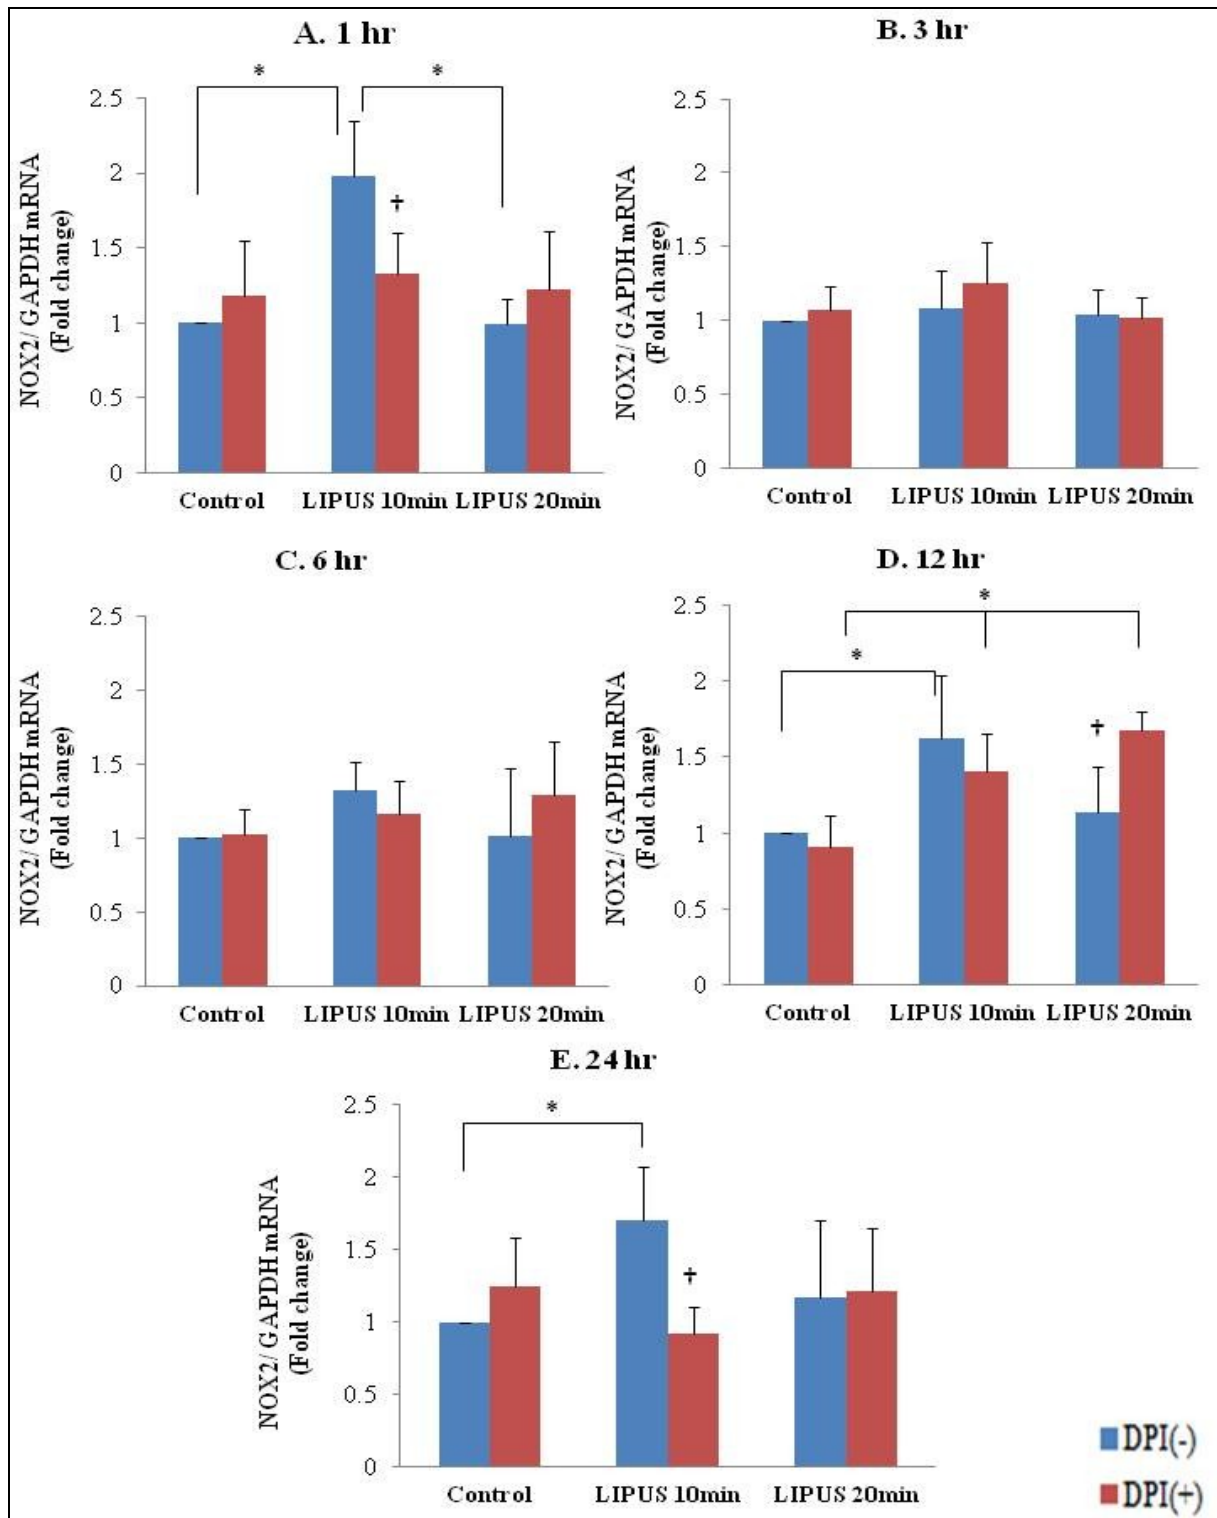 A. 1 hr
*
*
2.5
2
1.5
1
0.5
0
NOX2/ GAPDH mRNA
(Fold change)
†
Control
LIPUS 10min
LIPUS 20min
B. 3 hr
2.5
2
1.5
1
0.5
0
NOX2/ GAPDH mRNA
(Fold change)
Control
LIPUS 10min
LIPUS 20min
C. 6 hr
2.5
2
1.5
1
0.5
0
NOX2/ GAPDH mRNA
(Fold change)
Control
LIPUS 10min
LIPUS 20min
D. 12 hr
*
*
2.5
2
1.5
1
0.5
0
NOX2/ GAPDH mRNA
(Fold change)
†
Control
LIPUS 10min
LIPUS 20min
E. 24 hr
*
2.5
2
1.5
1
0.5
0
NOX2/ GAPDH mRNA
(Fold change)
†
Control
LIPUS 10min
LIPUS 20min
DPI(-)
DPI(+)